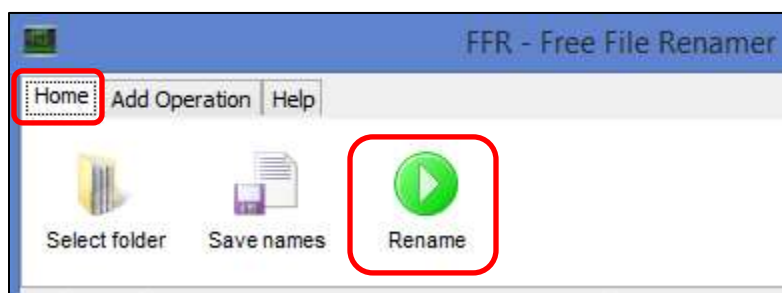 FFR - Free File Renamer
Home Add Operation Help
Select folder Save names Rename